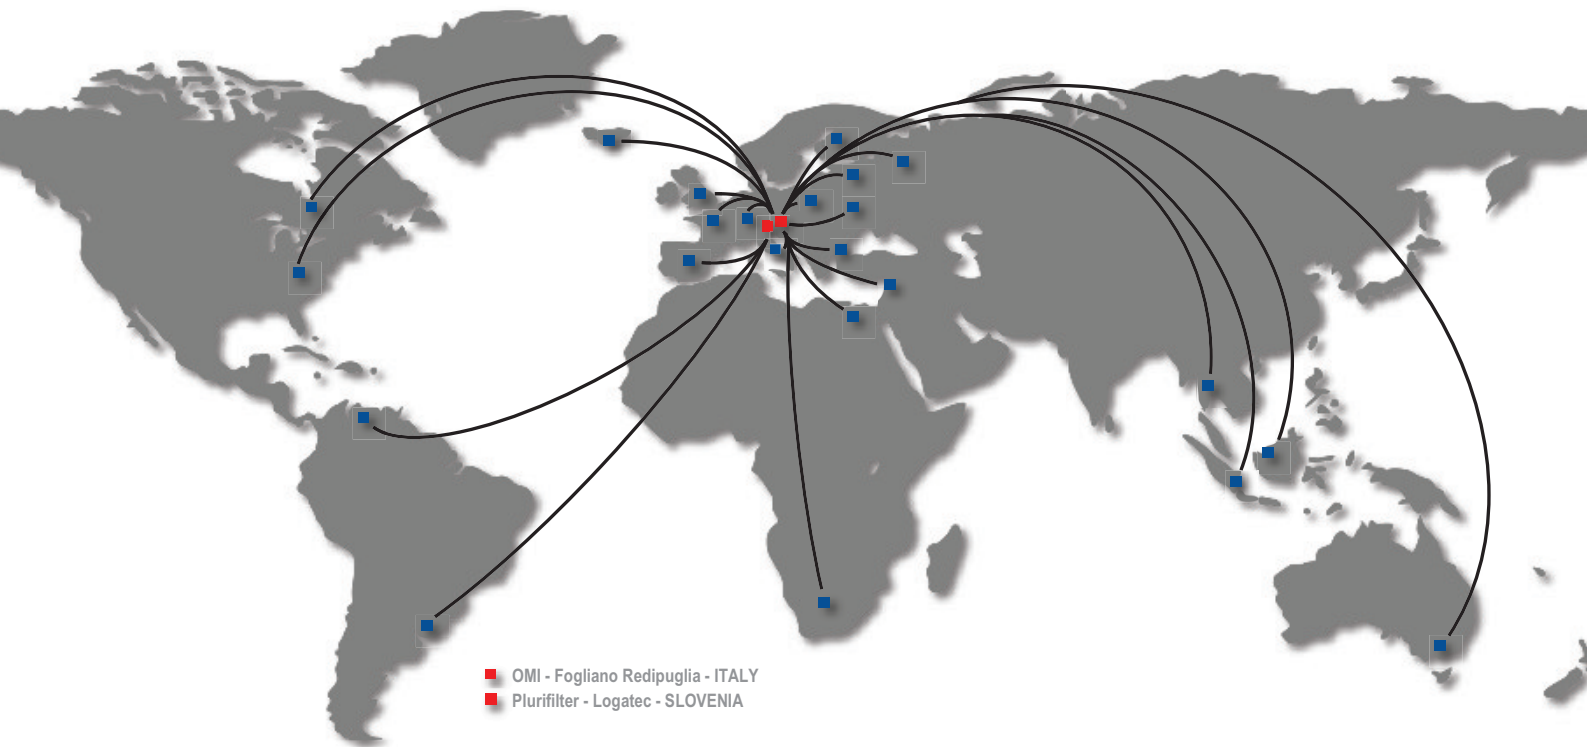 OMI - Fogliano Redipuglia - ITALY
Plurifilter - Logatec - SLOVENIA